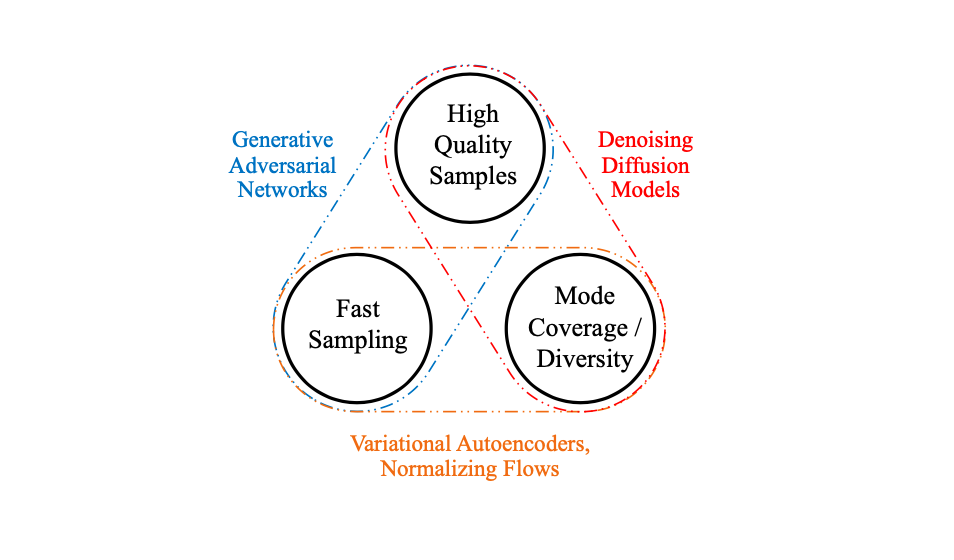 High
Quality
Samples
Generative
Adversarial
Networks
Denoising
Diffusion
Models
Fast
Sampling
Mode
Coverage /
Diversity
Variational Autoencoders,
Normalizing Flows